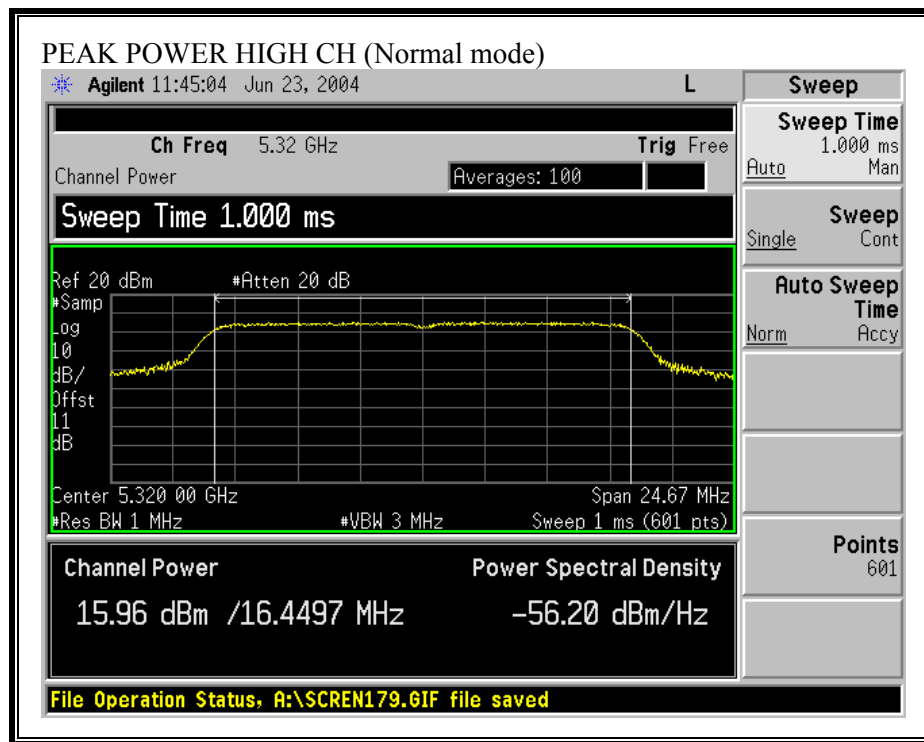 PEAK POWER HIGH CH (Normal mode)
Agilent 11:45:04 Jun 23, 2004 L
Ch Freq 5.32 GHz Trig Free
Channel Power Averages: 100
Sweep Time 1.000 ms
Ref 20 dBm #Atten 20 dB
#Samp
Log
10
dB/
Offst
11
dB
Center 5.320 00 GHz Span 24.67 MHz
#Res BW 1 MHz #VBW 3 MHz Sweep 1 ms (601 pts)
Channel Power Power Spectral Density
15.96 dBm /16.4497 MHz -56.20 dBm/Hz
File Operation Status, A:\SCREN179.GIF file saved
Sweep
Sweep Time
1.000 ms
Auto Man
Sweep
Single Cont
Auto Sweep
Time
Norm Accy
Points
601